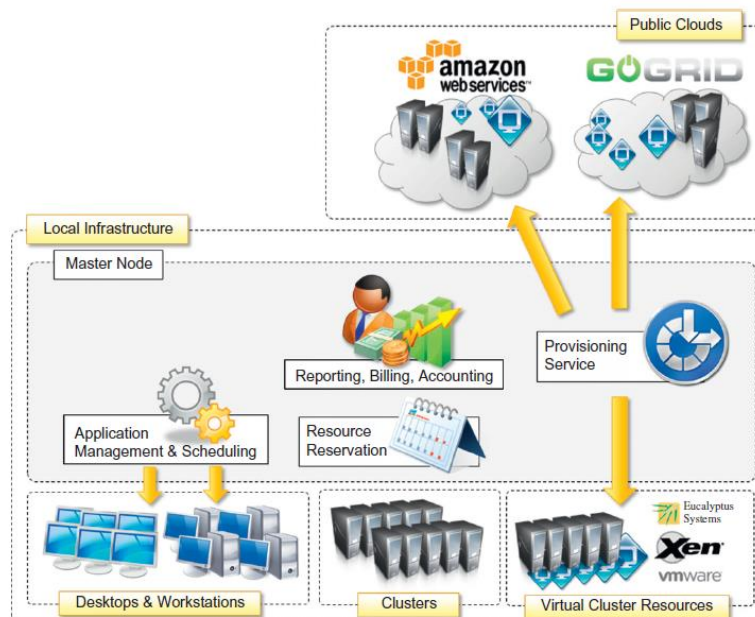 Public Clouds
amazon
webservices™
GOGRID
Local Infrastructure
Master Node
Reporting, Billing, Accounting
Provisioning
Service
Application
Management & Scheduling
Resource
Reservation
Eucalyptus
Systems
Xen
vmware
Desktops & Workstations
Clusters
Virtual Cluster Resources